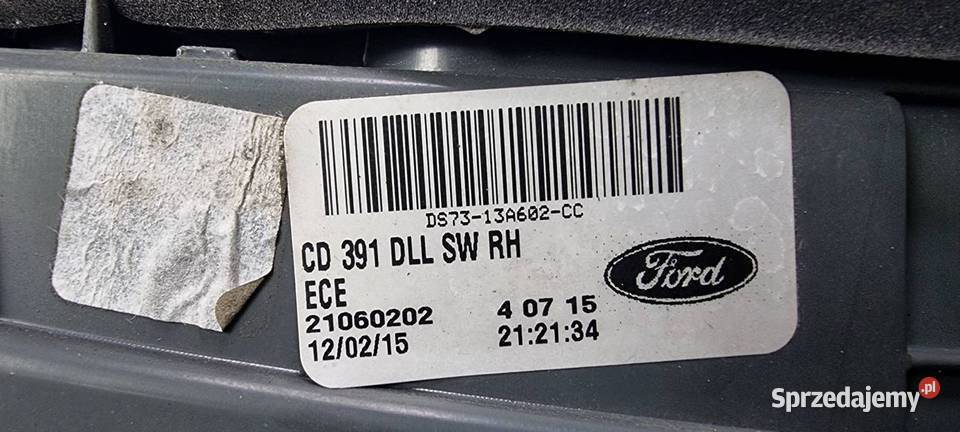 DS73-13A602-CC
CD 391 DLL SW RH
ECE
21060202 4 07 15
12/02/15 21:21:34
Ford
Sprzedajemy.pl